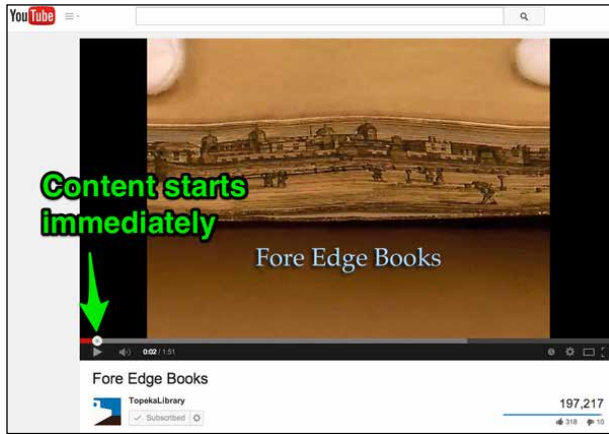 YouTube
Content starts
immediately
Fore Edge Books
0:02 / 1:51
Fore Edge Books
TopekaLibrary
Subscribed
197,217
318 10